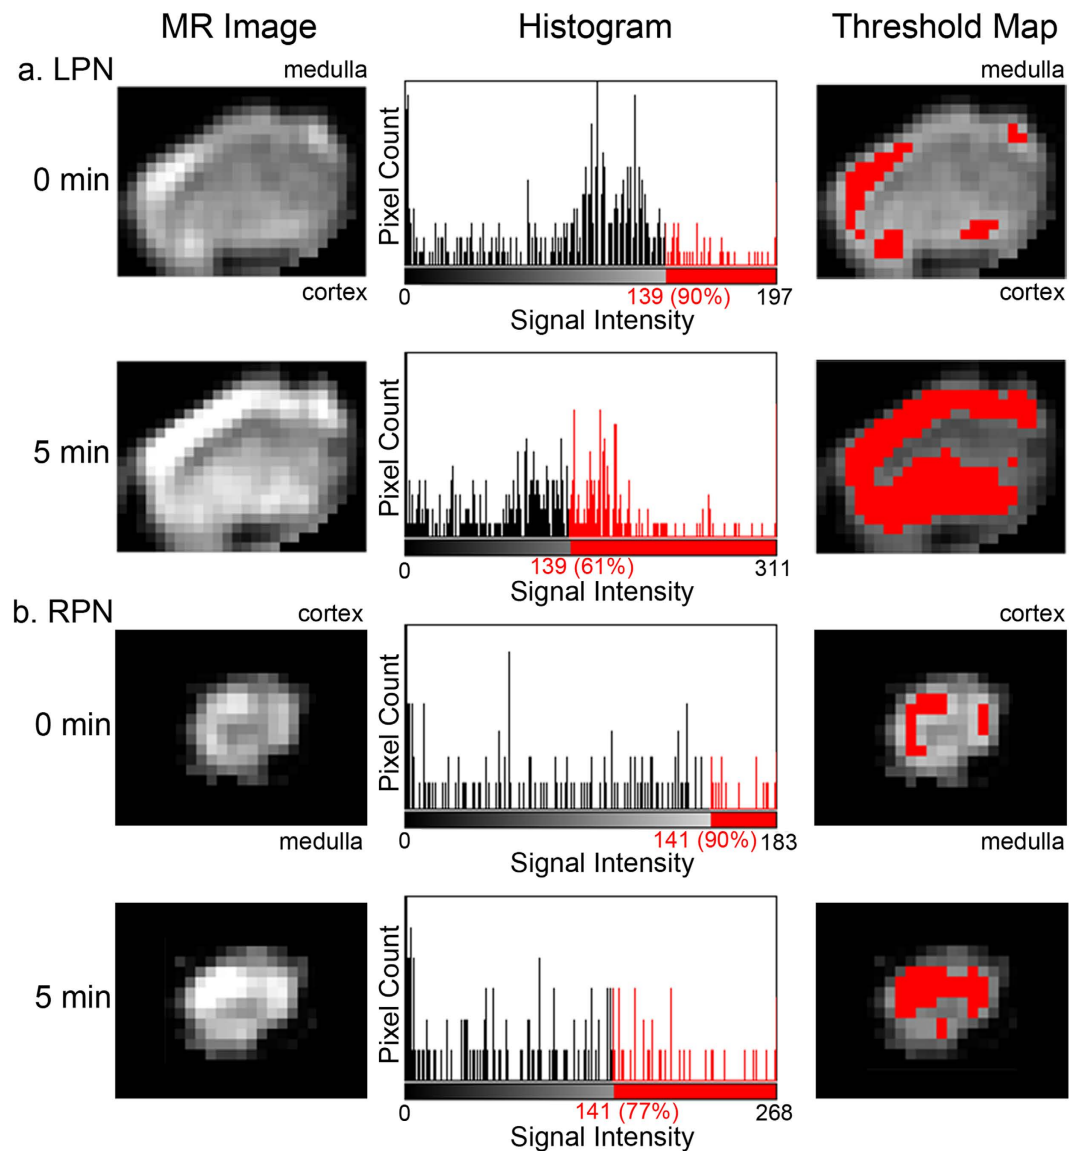 MR Image Histogram Threshold Map
a. LPN medulla medulla
0 min Pixel Count
cortex 0 139 (90%) 197 cortex
Signal Intensity
5 min Pixel Count
0 139 (61%) 311
Signal Intensity
b. RPN cortex cortex
0 min Pixel Count
medulla 0 141 (90%) 183 medulla
Signal Intensity
5 min Pixel Count
0 141 (77%) 268
Signal Intensity